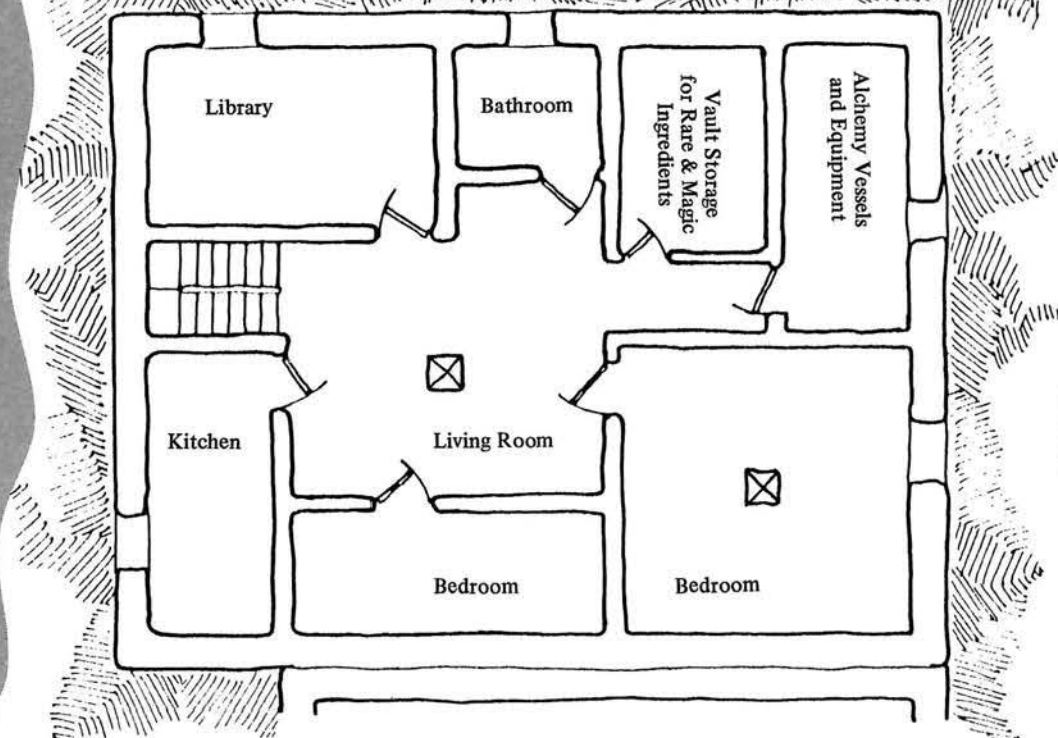 Library
Bathroom
Vault Storage
for Rare & Magic
Ingredients
Alchemy Vessels
and Equipment
Kitchen
Living Room
Bedroom
Bedroom